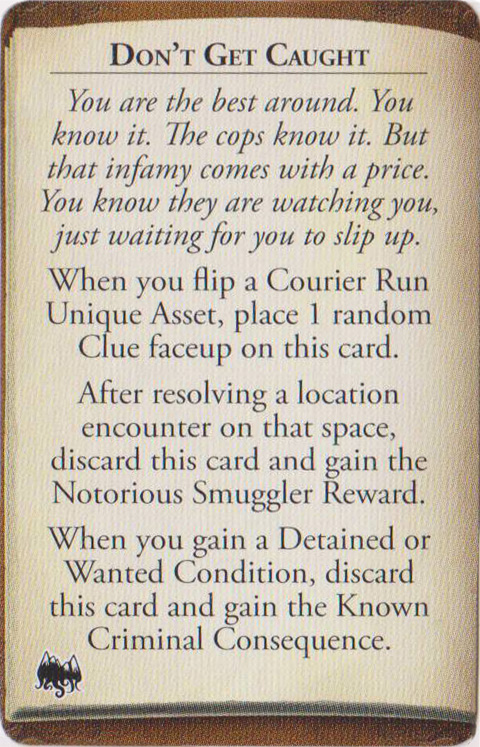 Don't Get Caught
You are the best around. You
know it. The cops know it. But
that infamy comes with a price.
You know they are watching you,
just waiting for you to slip up.
When you flip a Courier Run
Unique Asset, place 1 random
Clue faceup on this card.
After resolving a location
encounter on that space,
discard this card and gain the
Notorious Smuggler Reward.
When you gain a Detained or
Wanted Condition, discard
this card and gain the Known
Criminal Consequence.